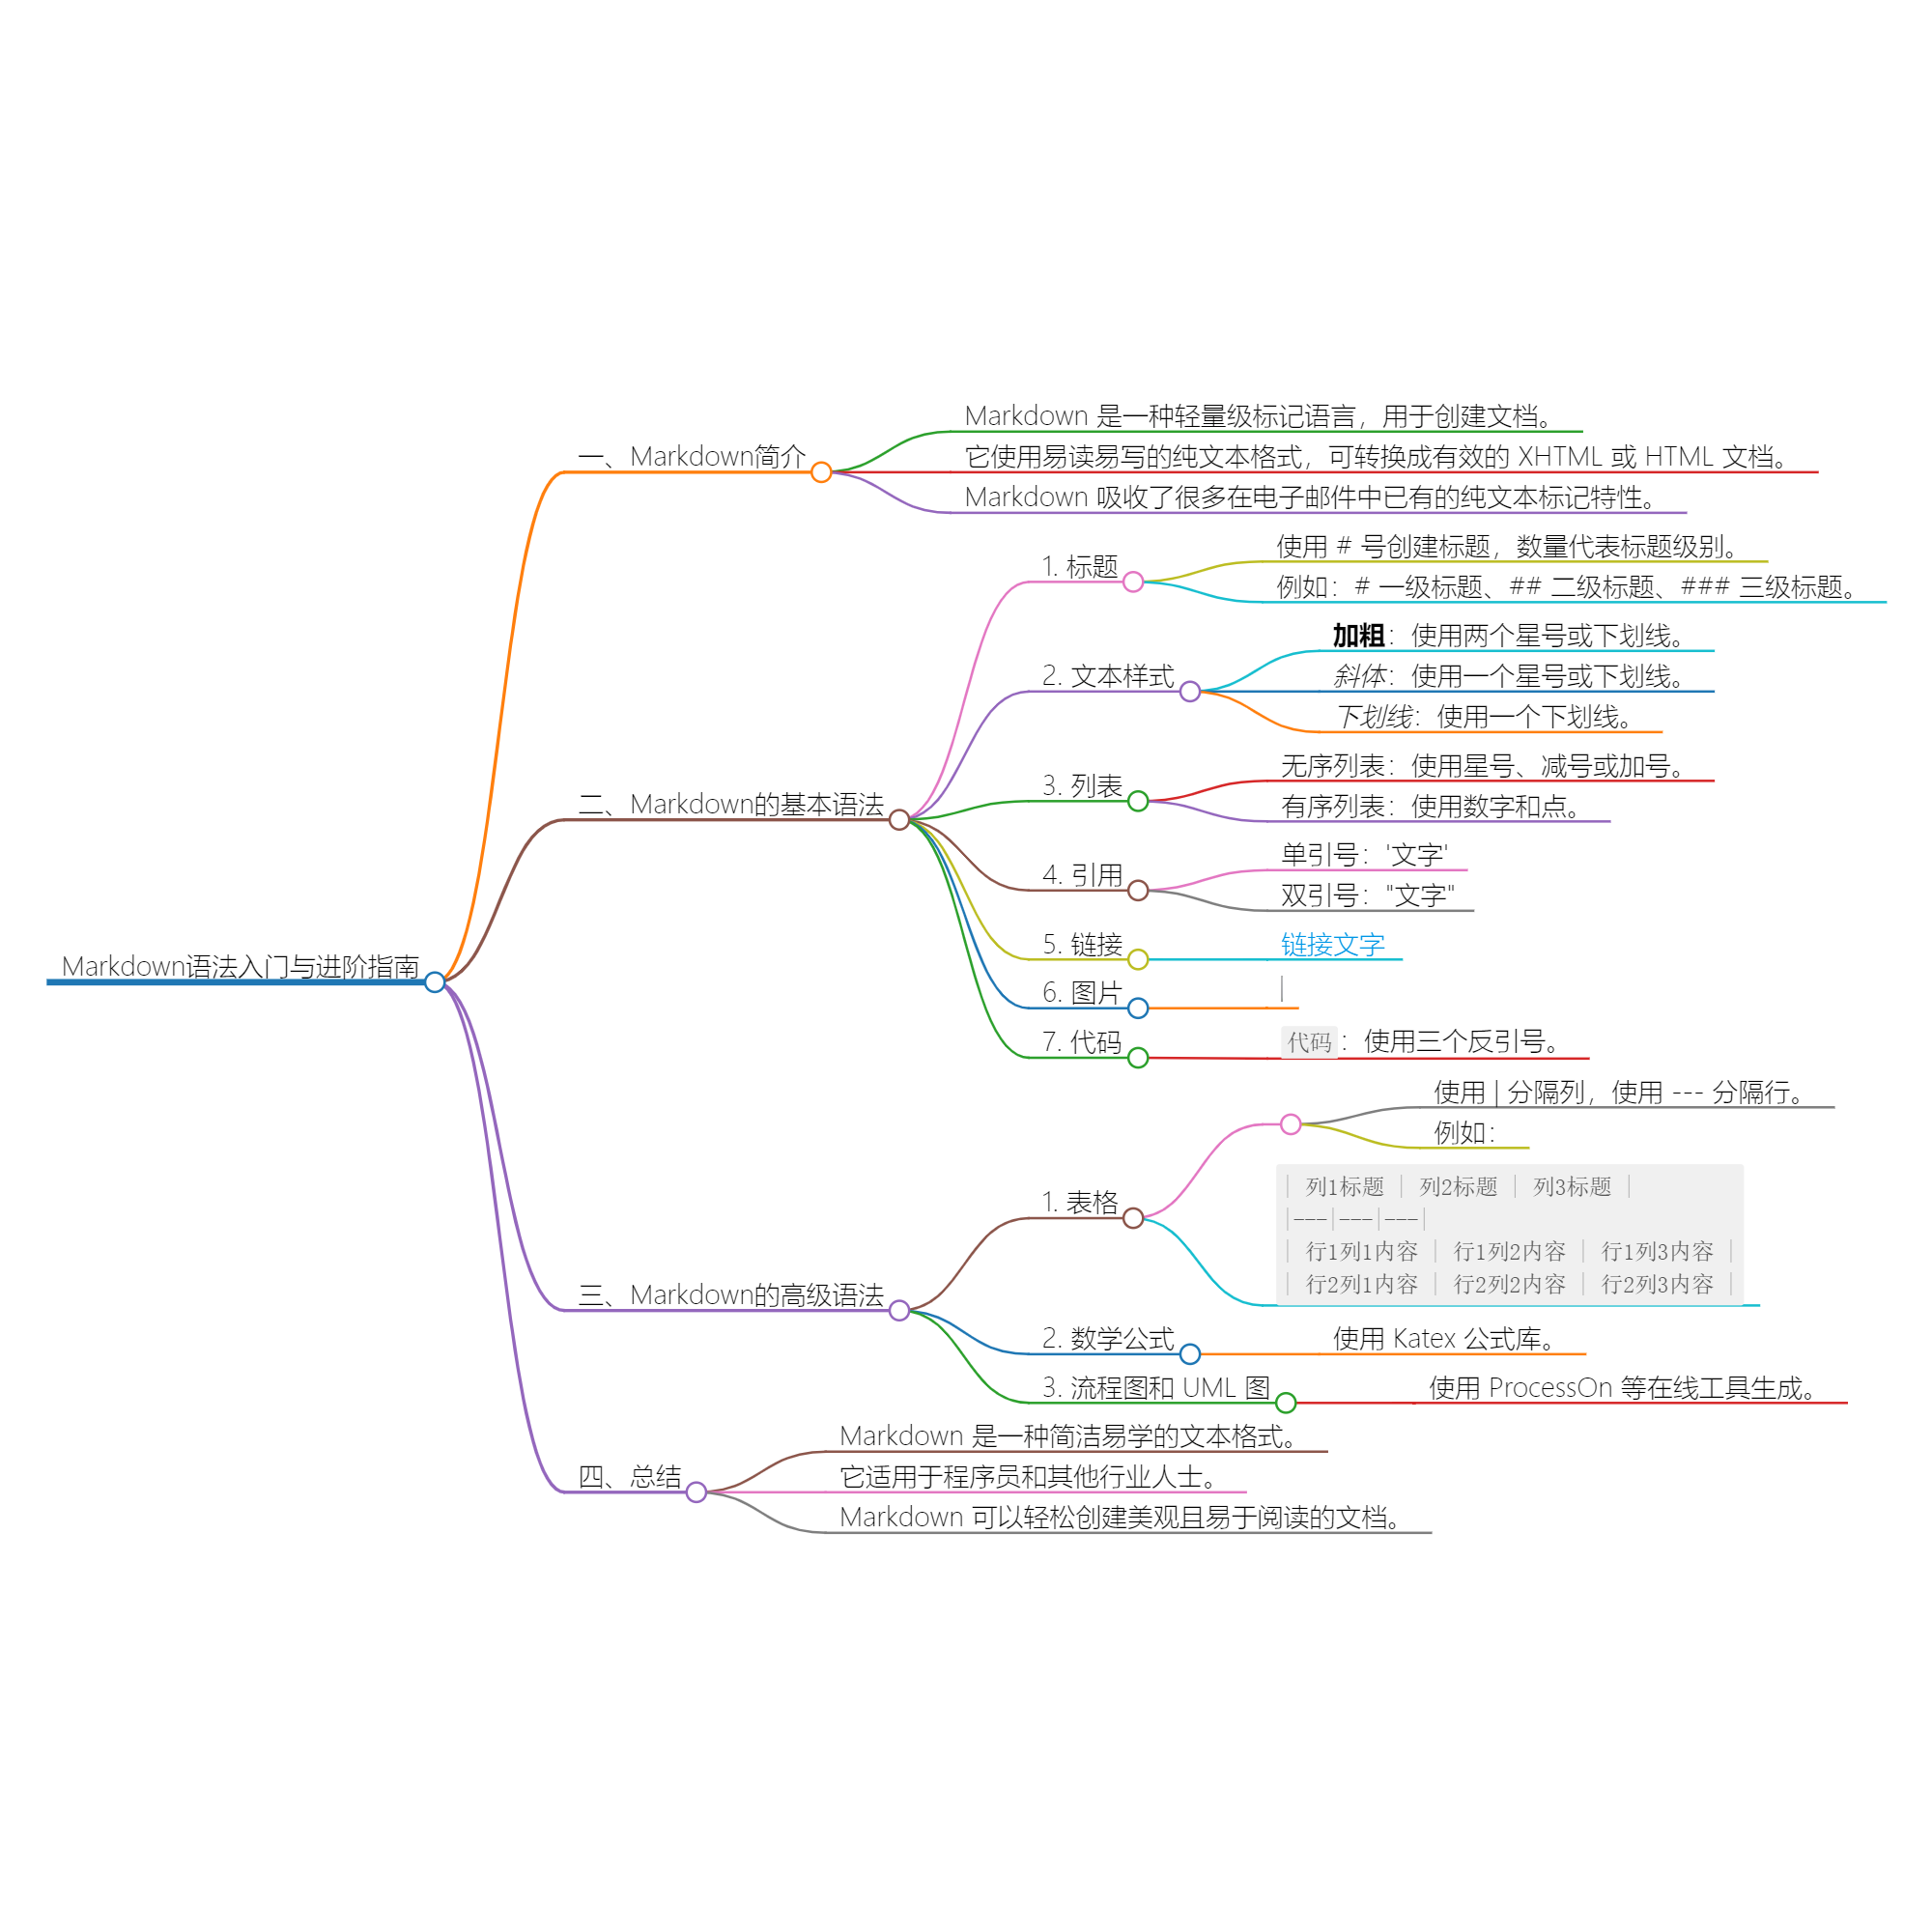 Markdown语法入门与进阶指南
一、Markdown简介
Markdown 是一种轻量级标记语言，用于创建文档。
它使用易读易写的纯文本格式，可转换成有效的 XHTML 或 HTML 文档。
Markdown 吸收了很多在电子邮件中已有的纯文本标记特性。
二、Markdown的基本语法
1. 标题
使用 # 号创建标题，数量代表标题级别。
例如：# 一级标题、## 二级标题、### 三级标题。
2. 文本样式
加粗：使用两个星号或下划线。
斜体：使用一个星号或下划线。
下划线：使用一个下划线。
3. 列表
无序列表：使用星号、减号或加号。
有序列表：使用数字和点。
4. 引用
单引号：'文字'
双引号："文字"
5. 链接
链接文字
6. 图片
7. 代码
代码：使用三个反引号。
三、Markdown的高级语法
1. 表格
使用 | 分隔列，使用 --- 分隔行。
例如：
| 列1标题 | 列2标题 | 列3标题 |
|---|---|---|
| 行1列1内容 | 行1列2内容 | 行1列3内容 |
| 行2列1内容 | 行2列2内容 | 行2列3内容 |
2. 数学公式
使用 Katex 公式库。
3. 流程图和 UML 图
使用 ProcessOn 等在线工具生成。
四、总结
Markdown 是一种简洁易学的文本格式。
它适用于程序员和其他行业人士。
Markdown 可以轻松创建美观且易于阅读的文档。